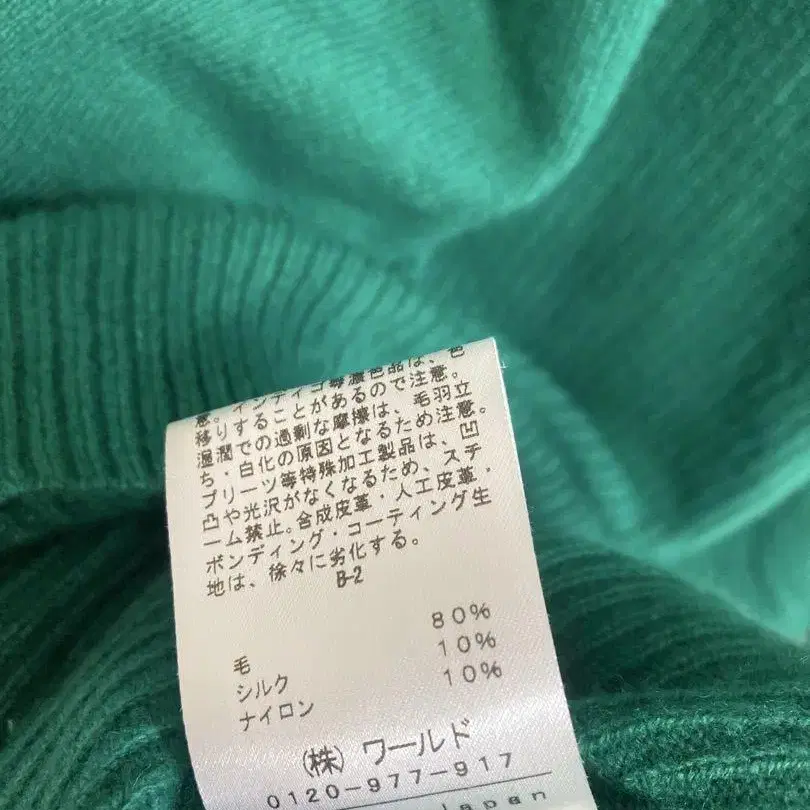 意。インディゴ等濃色品は、色
移りすることがあるので注意。
湿潤での過剰な摩擦は、毛羽立
ち・白化の原因となるため注意。
プリーツ等特殊加工製品は、凹
凸や光沢がなくなるため、スチ
ーム禁止。合成皮革・人工皮革・
ボンディング・コーティング生
地は、徐々に劣化する。
B-2
毛 80%
シルク 10%
ナイロン 10%
(株) ワールド
0120-977-917
Japan